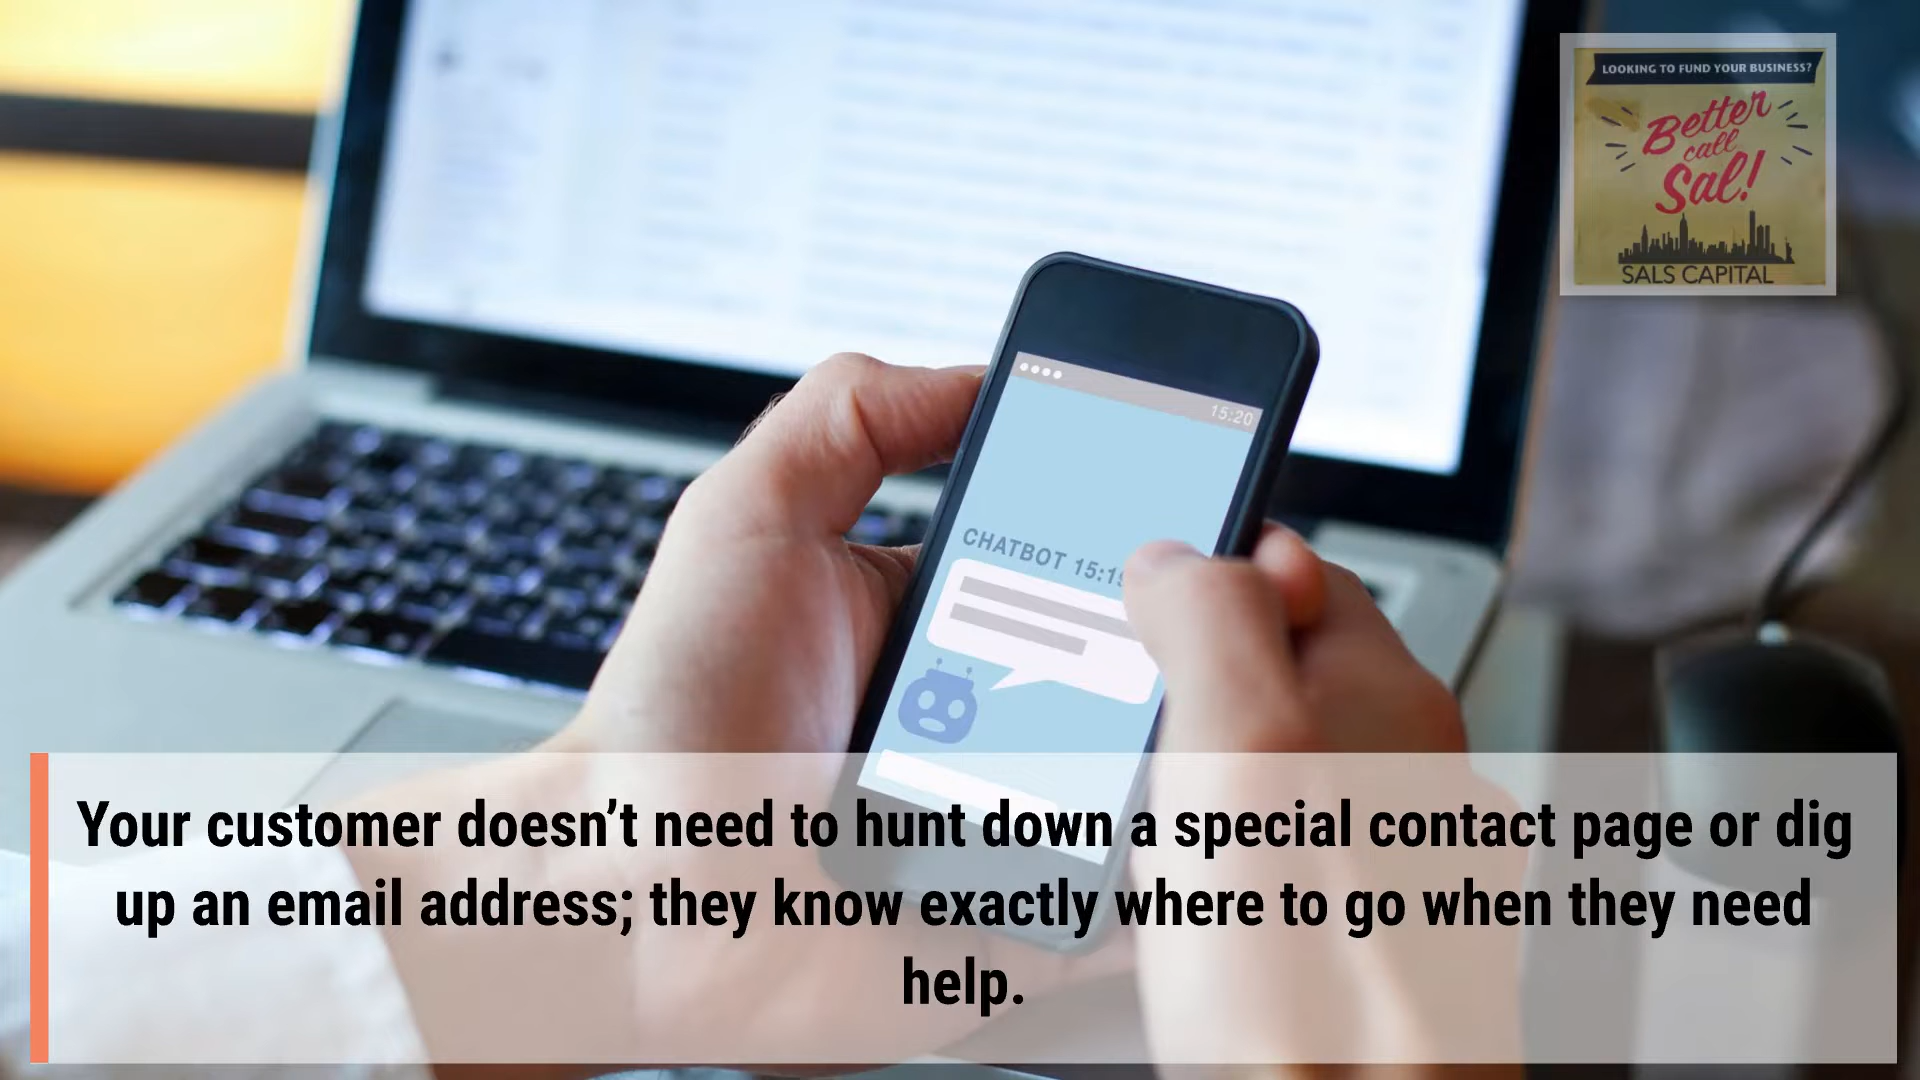 LOOKING TO FUND YOUR BUSINESS?
Better
call
Sal!
SALS CAPITAL
15:20
CHATBOT 15:19
Your customer doesn’t need to hunt down a special contact page or dig
up an email address; they know exactly where to go when they need
help.